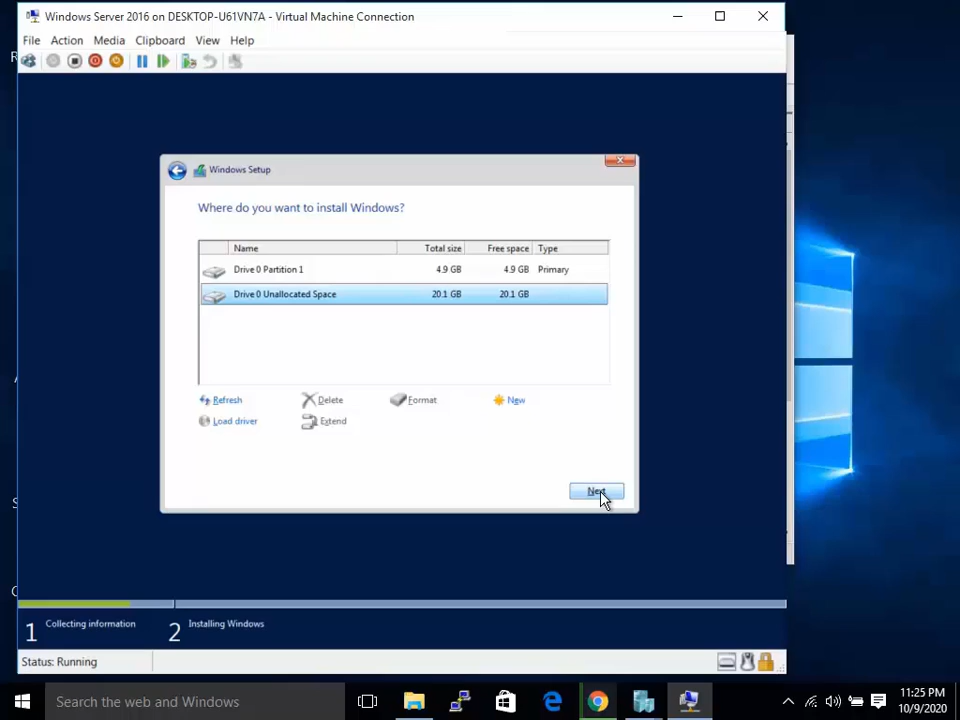 Windows Server 2016 on DESKTOP-U61VN7A - Virtual Machine Connection
File Action Media Clipboard View Help
Windows Setup
Where do you want to install Windows?
Name Total size Free space Type
Drive 0 Partition 1 4.9 GB 4.9 GB Primary
Drive 0 Unallocated Space 20.1 GB 20.1 GB
Refresh Delete Format New
Load driver Extend
Next
1 Collecting information 2 Installing Windows
Status: Running
Search the web and Windows
11:25 PM
10/9/2020